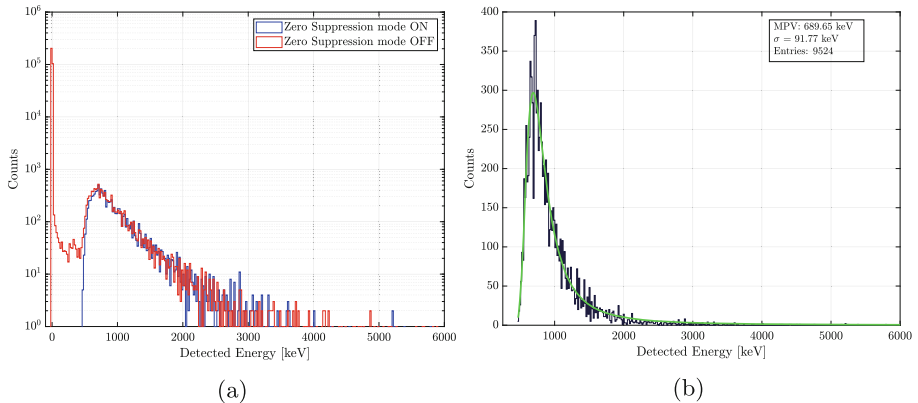 Zero Suppression mode ON
Zero Suppression mode OFF
10^6
10^5
10^4
10^3
10^2
10^1
10^0
Counts
0 1000 2000 3000 4000 5000 6000
Detected Energy [keV]
(a)
MPV: 689.65 keV
σ = 91.77 keV
Entries: 9524
400
350
300
250
200
150
100
50
0
Counts
1000 2000 3000 4000 5000 6000
Detected Energy [keV]
(b)